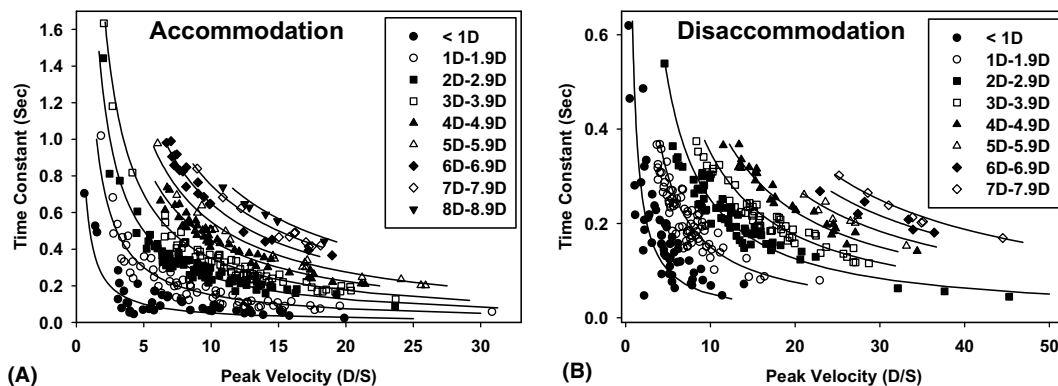 Accommodation
Time Constant (Sec)
1.6
1.4
1.2
1.0
0.8
0.6
0.4
0.2
0.0
0 5 10 15 20 25 30
Peak Velocity (D/S)
< 1D
1D-1.9D
2D-2.9D
3D-3.9D
4D-4.9D
5D-5.9D
6D-6.9D
7D-7.9D
8D-8.9D
(A)
Disaccommodation
Time Constant (Sec)
0.6
0.4
0.2
0.0
0 10 20 30 40 50
Peak Velocity (D/S)
< 1D
1D-1.9D
2D-2.9D
3D-3.9D
4D-4.9D
5D-5.9D
6D-6.9D
7D-7.9D
(B)